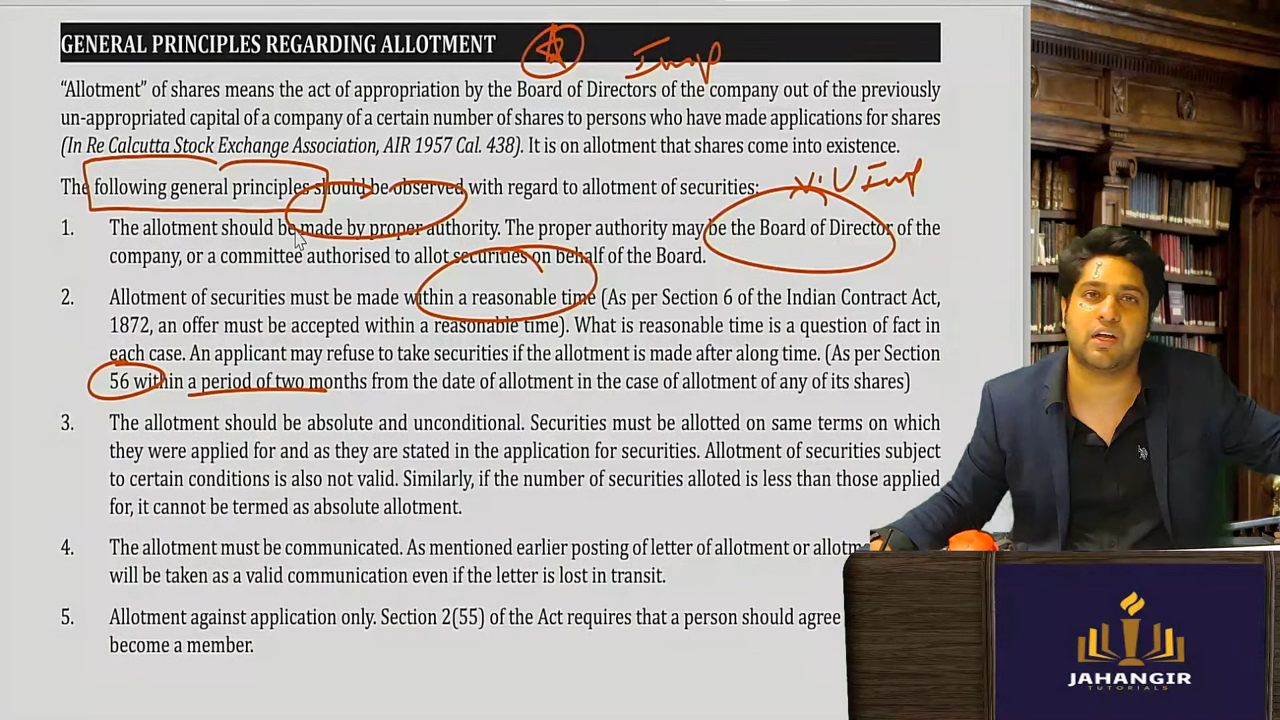 GENERAL PRINCIPLES REGARDING ALLOTMENT
Imp
“Allotment” of shares means the act of appropriation by the Board of Directors of the company out of the previously
un-appropriated capital of a company of a certain number of shares to persons who have made applications for shares
(In Re Calcutta Stock Exchange Association, AIR 1957 Cal. 438). It is on allotment that shares come into existence.
The following general principles should be observed with regard to allotment of securities:
V.V Imp
1. The allotment should be made by proper authority. The proper authority may be the Board of Director of the
company, or a committee authorised to allot securities on behalf of the Board.
2. Allotment of securities must be made within a reasonable time (As per Section 6 of the Indian Contract Act,
1872, an offer must be accepted within a reasonable time). What is reasonable time is a question of fact in
each case. An applicant may refuse to take securities if the allotment is made after along time. (As per Section
56 within a period of two months from the date of allotment in the case of allotment of any of its shares)
3. The allotment should be absolute and unconditional. Securities must be allotted on same terms on which
they were applied for and as they are stated in the application for securities. Allotment of securities subject
to certain conditions is also not valid. Similarly, if the number of securities alloted is less than those applied
for, it cannot be termed as absolute allotment.
4. The allotment must be communicated. As mentioned earlier posting of letter of allotment or allotm
will be taken as a valid communication even if the letter is lost in transit.
5. Allotment against application only. Section 2(55) of the Act requires that a person should agree
become a member.
JAHANGIR
TUTORIALS